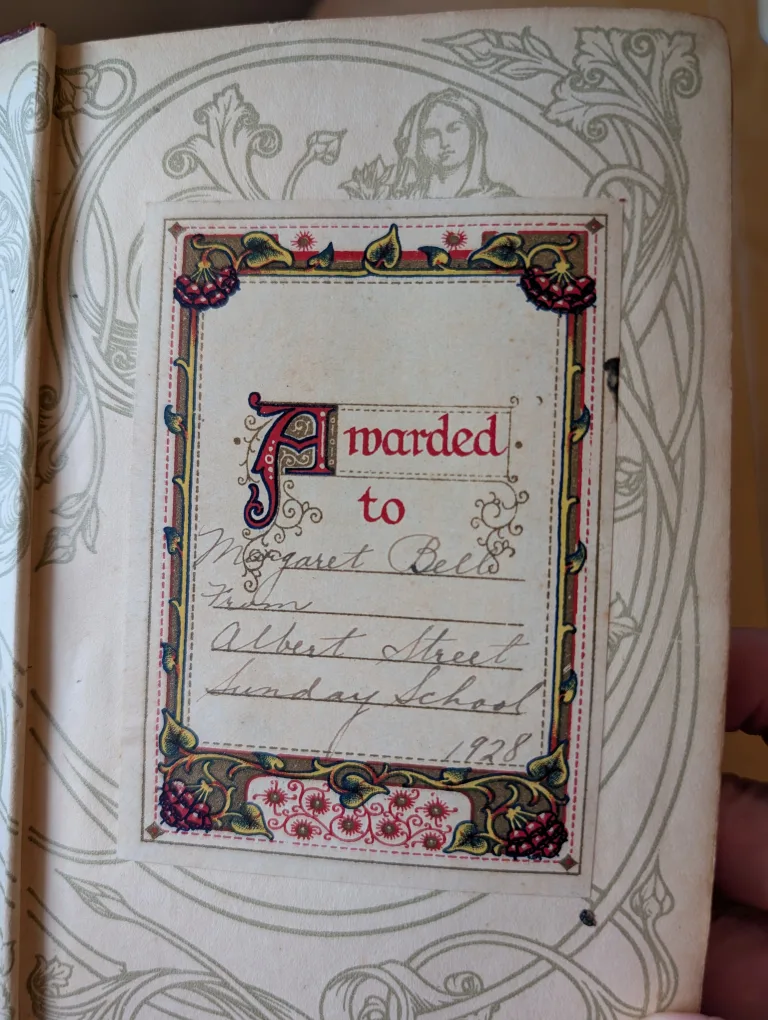 Awarded
to
Margaret Bell
From
Albert Street
Sunday School
1928